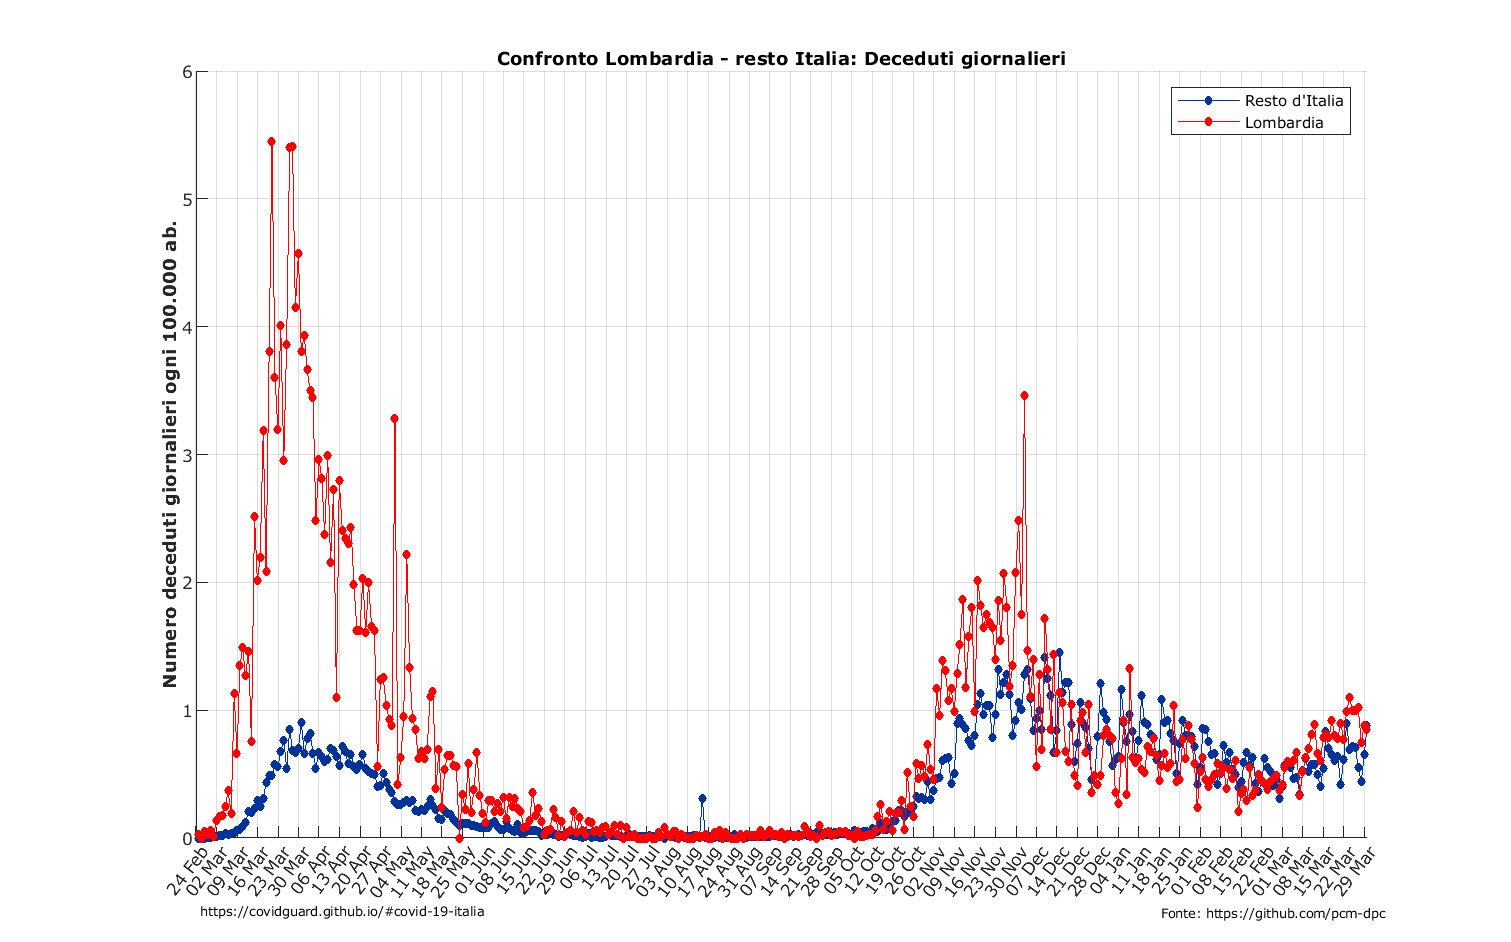 Confronto Lombardia - resto Italia: Deceduti giornalieri
Resto d'Italia
Lombardia
Numero deceduti giornalieri ogni 100.000 ab.
6
5
4
3
2
1
0
24 Feb
02 Mar
09 Mar
16 Mar
23 Mar
30 Mar
06 Apr
13 Apr
20 Apr
27 Apr
04 May
11 May
18 May
25 May
01 Jun
08 Jun
15 Jun
22 Jun
29 Jun
06 Jul
13 Jul
20 Jul
27 Jul
03 Aug
10 Aug
17 Aug
24 Aug
31 Aug
07 Sep
14 Sep
21 Sep
28 Sep
05 Oct
12 Oct
19 Oct
26 Oct
02 Nov
09 Nov
16 Nov
23 Nov
30 Nov
07 Dec
14 Dec
21 Dec
28 Dec
04 Jan
11 Jan
18 Jan
25 Jan
01 Feb
08 Feb
15 Feb
22 Feb
01 Mar
08 Mar
15 Mar
22 Mar
29 Mar
https://covidguard.github.io/#covid-19-italia
Fonte: https://github.com/pcm-dpc